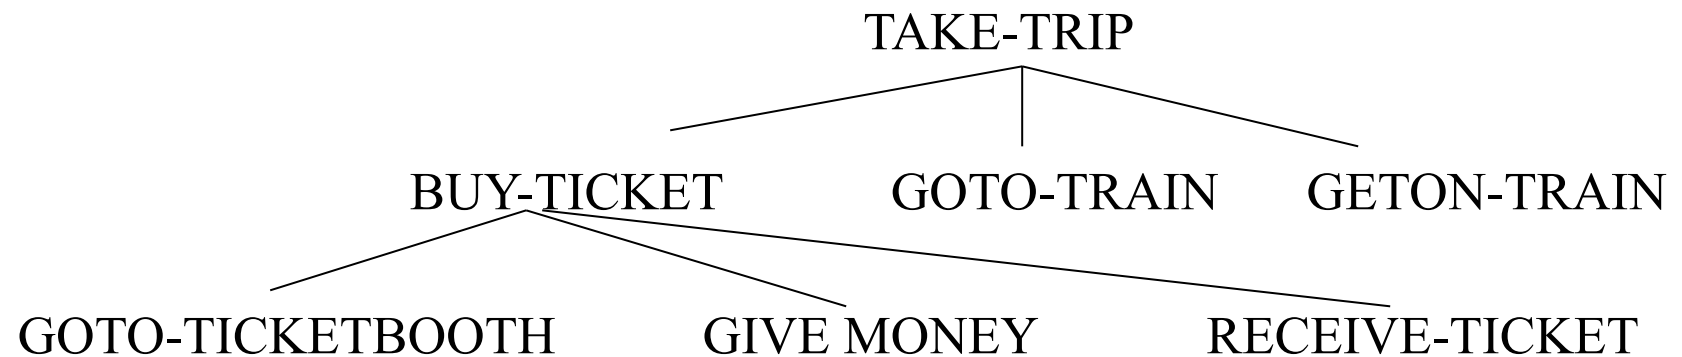 TAKE-TRIP
BUY-TICKET GOTO-TRAIN GETON-TRAIN
GOTO-TICKETBOOTH GIVE MONEY RECEIVE-TICKET